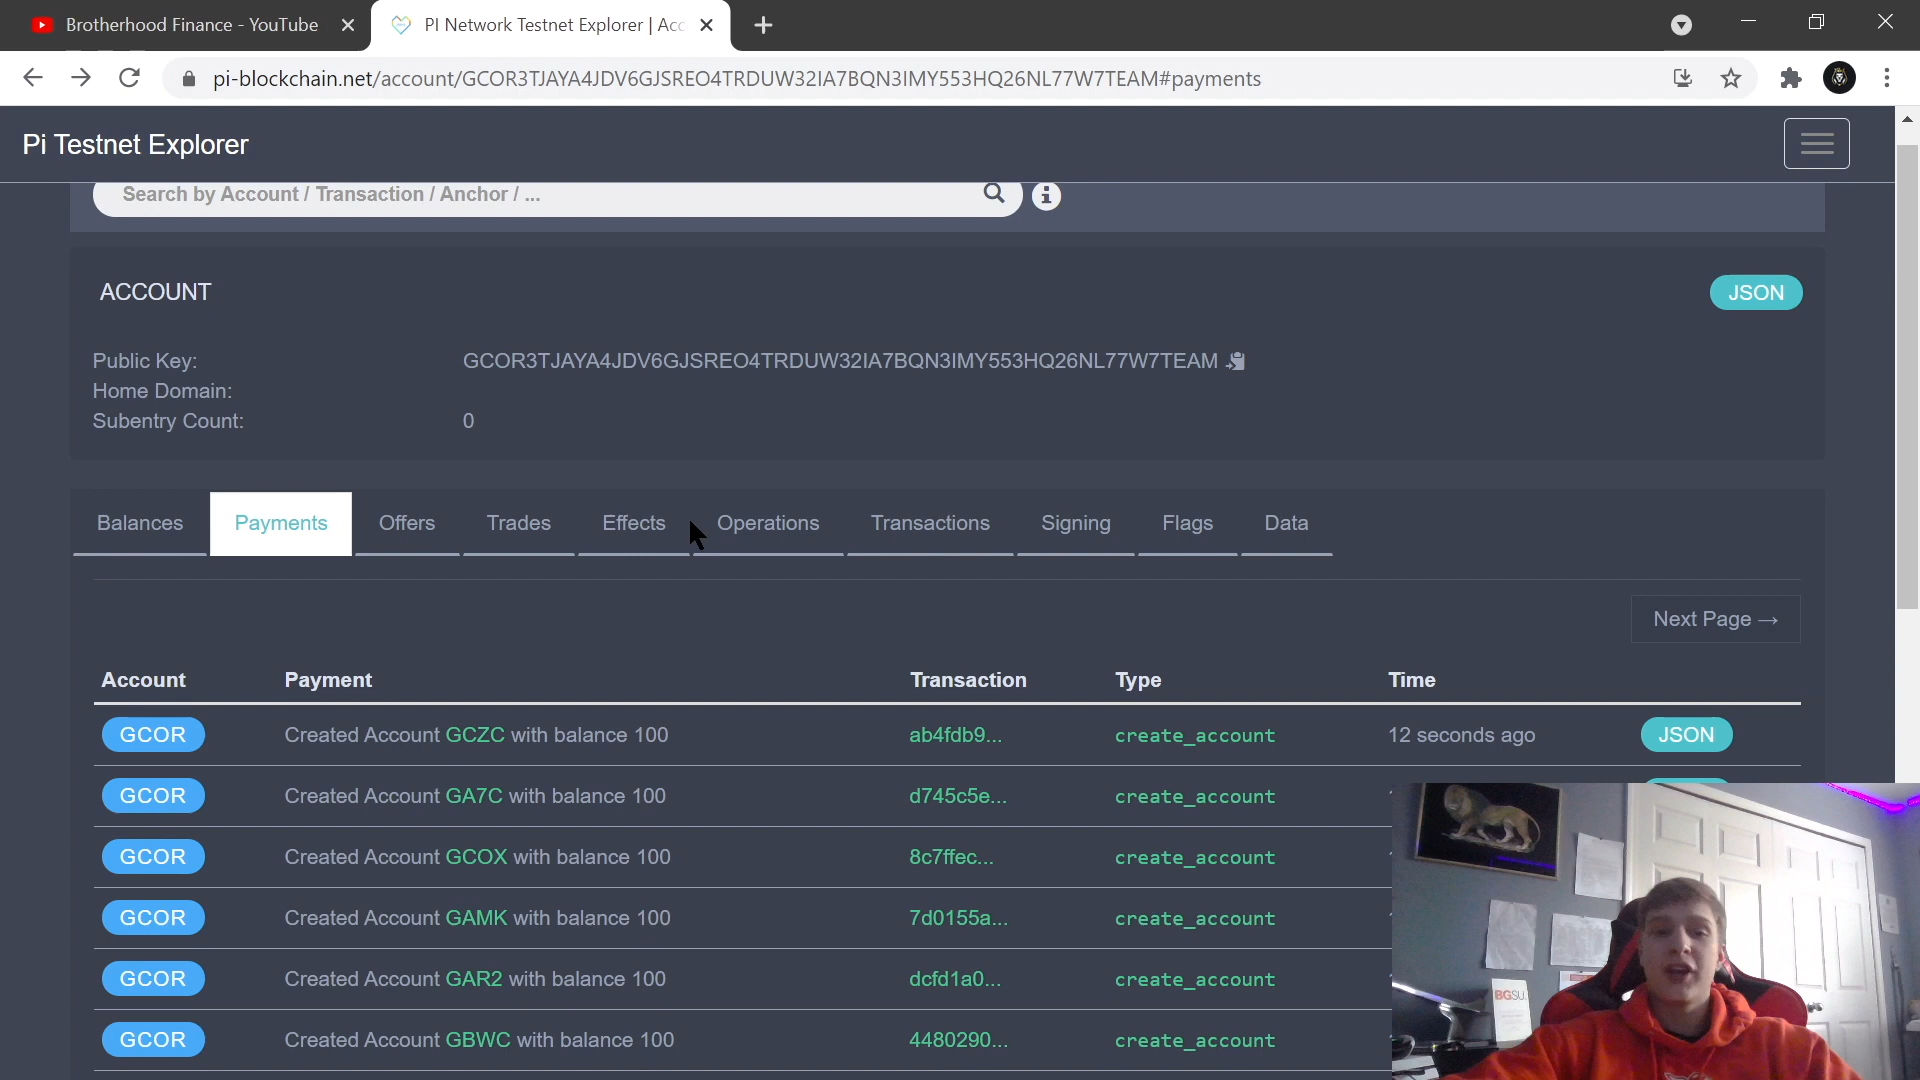 Brotherhood Finance - YouTube
PI Network Testnet Explorer | Acc
pi-blockchain.net/account/GCOR3TJAYA4JDV6GJSREO4TRDUW32IA7BQN3IMY553HQ26NL77W7TEAM#payments
Pi Testnet Explorer
Search by Account / Transaction / Anchor / ...
ACCOUNT
JSON
Public Key: GCOR3TJAYA4JDV6GJSREO4TRDUW32IA7BQN3IMY553HQ26NL77W7TEAM
Home Domain:
Subentry Count: 0
Balances Payments Offers Trades Effects Operations Transactions Signing Flags Data
Next Page →
Account Payment Transaction Type Time
GCOR Created Account GCZC with balance 100 ab4fdb9... create_account 12 seconds ago JSON
GCOR Created Account GA7C with balance 100 d745c5e... create_account
GCOR Created Account GCOX with balance 100 8c7ffec... create_account
GCOR Created Account GAMK with balance 100 7d0155a... create_account
GCOR Created Account GAR2 with balance 100 dcfd1a0... create_account
GCOR Created Account GBWC with balance 100 4480290... create_account
BGSU